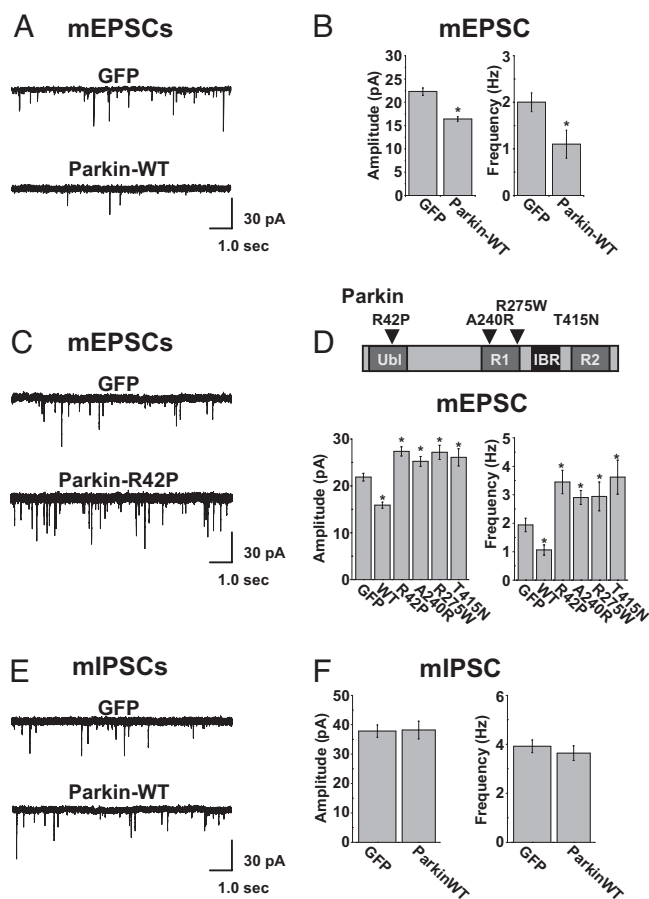 A
mEPSCs
GFP
Parkin-WT
30 pA
1.0 sec
B
mEPSC
Amplitude (pA)
30
25
20
15
10
5
0
*
GFP
Parkin-WT
Frequency (Hz)
3
2
1
0
*
GFP
Parkin-WT
C
mEPSCs
GFP
Parkin-R42P
30 pA
1.0 sec
D
Parkin
R42P
A240R
R275W
T415N
Ubl
R1
IBR
R2
mEPSC
Amplitude (pA)
30
20
10
0
* * * * *
GFP
WT
R42P
A240R
R275W
T415N
Frequency (Hz)
5
4
3
2
1
0
* * * * *
GFP
WT
R42P
A240R
R275W
T415N
E
mIPSCs
GFP
Parkin-WT
30 pA
1.0 sec
F
mIPSC
Amplitude (pA)
50
40
30
20
10
0
GFP
ParkinWT
Frequency (Hz)
6
4
2
0
GFP
ParkinWT